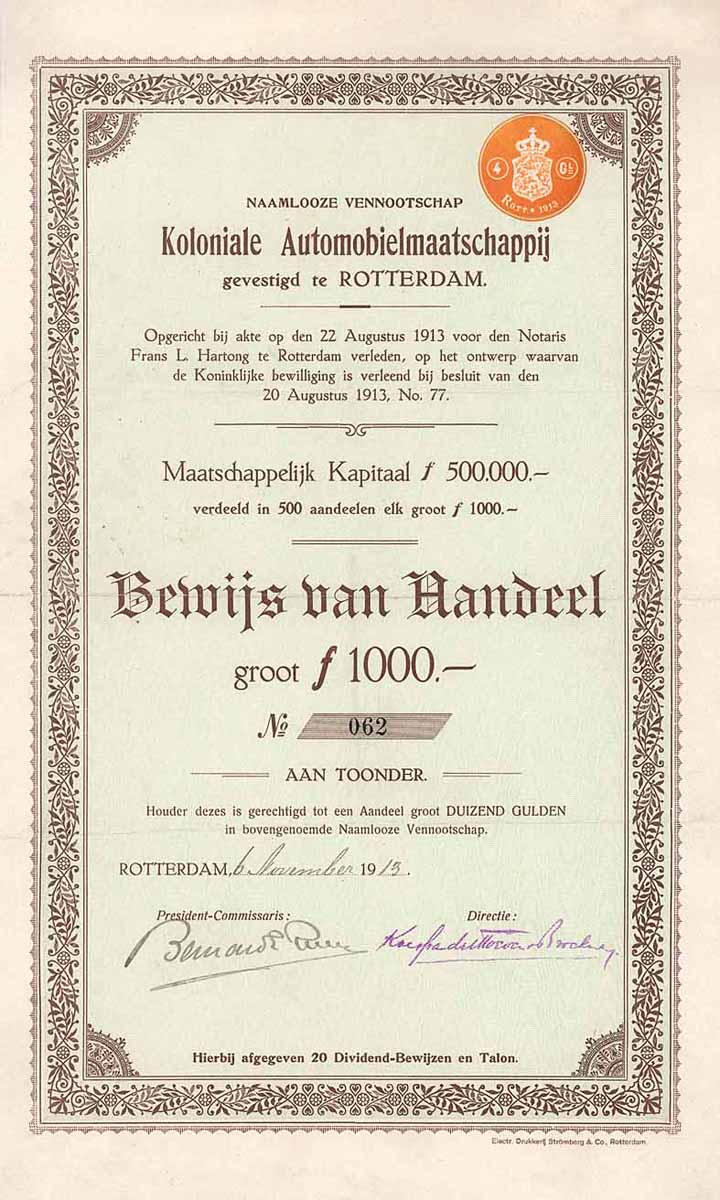 4 GLD
Rott. 1913
NAAMLOOZE VENNOOTSCHAP
Koloniale Automobielmaatschappij
gevestigd te ROTTERDAM.
Opgericht bij akte op den 22 Augustus 1913 voor den Notaris
Frans L. Hartong te Rotterdam verleden, op het ontwerp waarvan
de Koninklijke bewilliging is verleend bij besluit van den
20 Augustus 1913, No. 77.
Maatschappelijk Kapitaal f 500.000.—
verdeeld in 500 aandeelen elk groot f 1000.—
Bewijs van Aandeel
groot f 1000.—
No 062
AAN TOONDER.
Houder dezes is gerechtigd tot een Aandeel groot DUIZEND GULDEN
in bovengenoemde Naamlooze Vennootschap.
ROTTERDAM, 6 November 1913.
President-Commissaris: Directie:
Hierbij afgegeven 20 Dividend-Bewijzen en Talon.
Electr. Drukkerij Strömberg & Co., Rotterdam.